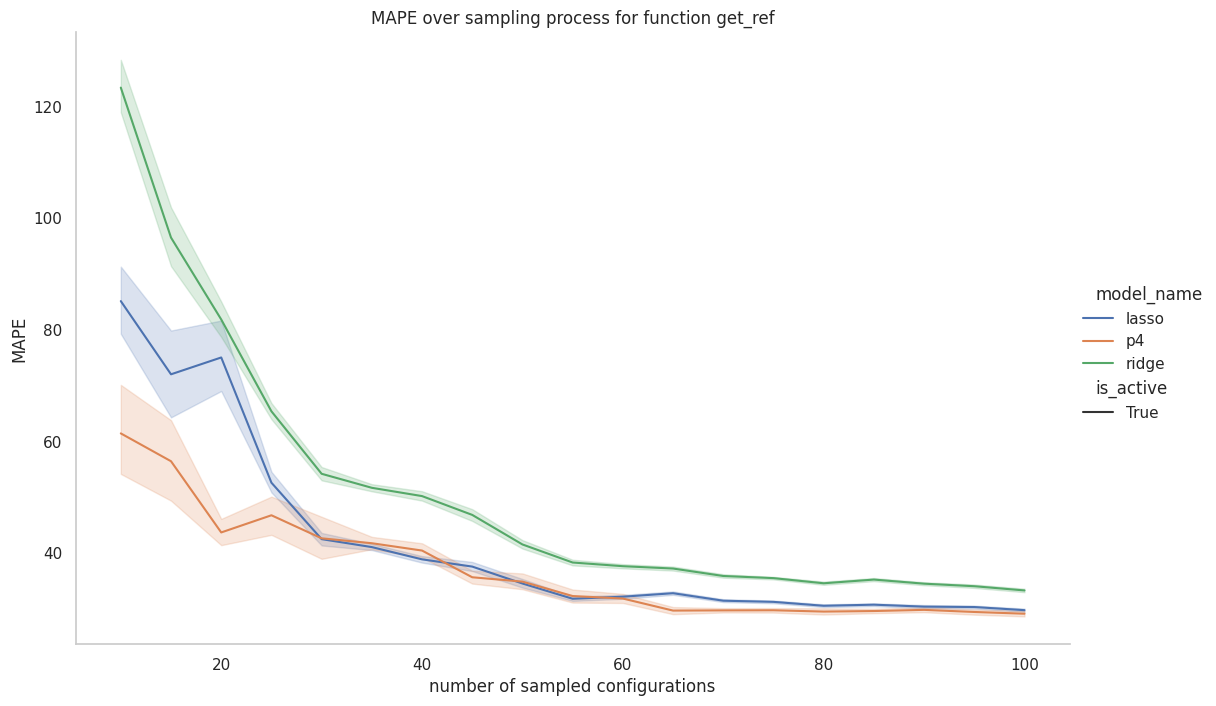 MAPE over sampling process for function get_ref
120
100
80
60
40
MAPE
20
40
60
80
100
number of sampled configurations
model_name
lasso
p4
ridge
is_active
True